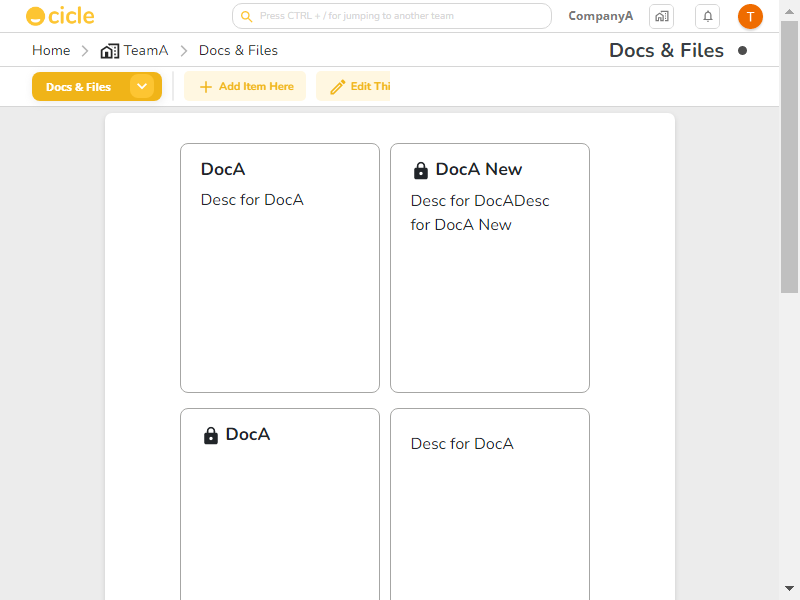 cicle
Press CTRL + / for jumping to another team
CompanyA
T
Home
TeamA
Docs & Files
Docs & Files
Docs & Files
Add Item Here
Edit Thi
DocA
Desc for DocA
DocA New
Desc for DocADesc
for DocA New
DocA
Desc for DocA